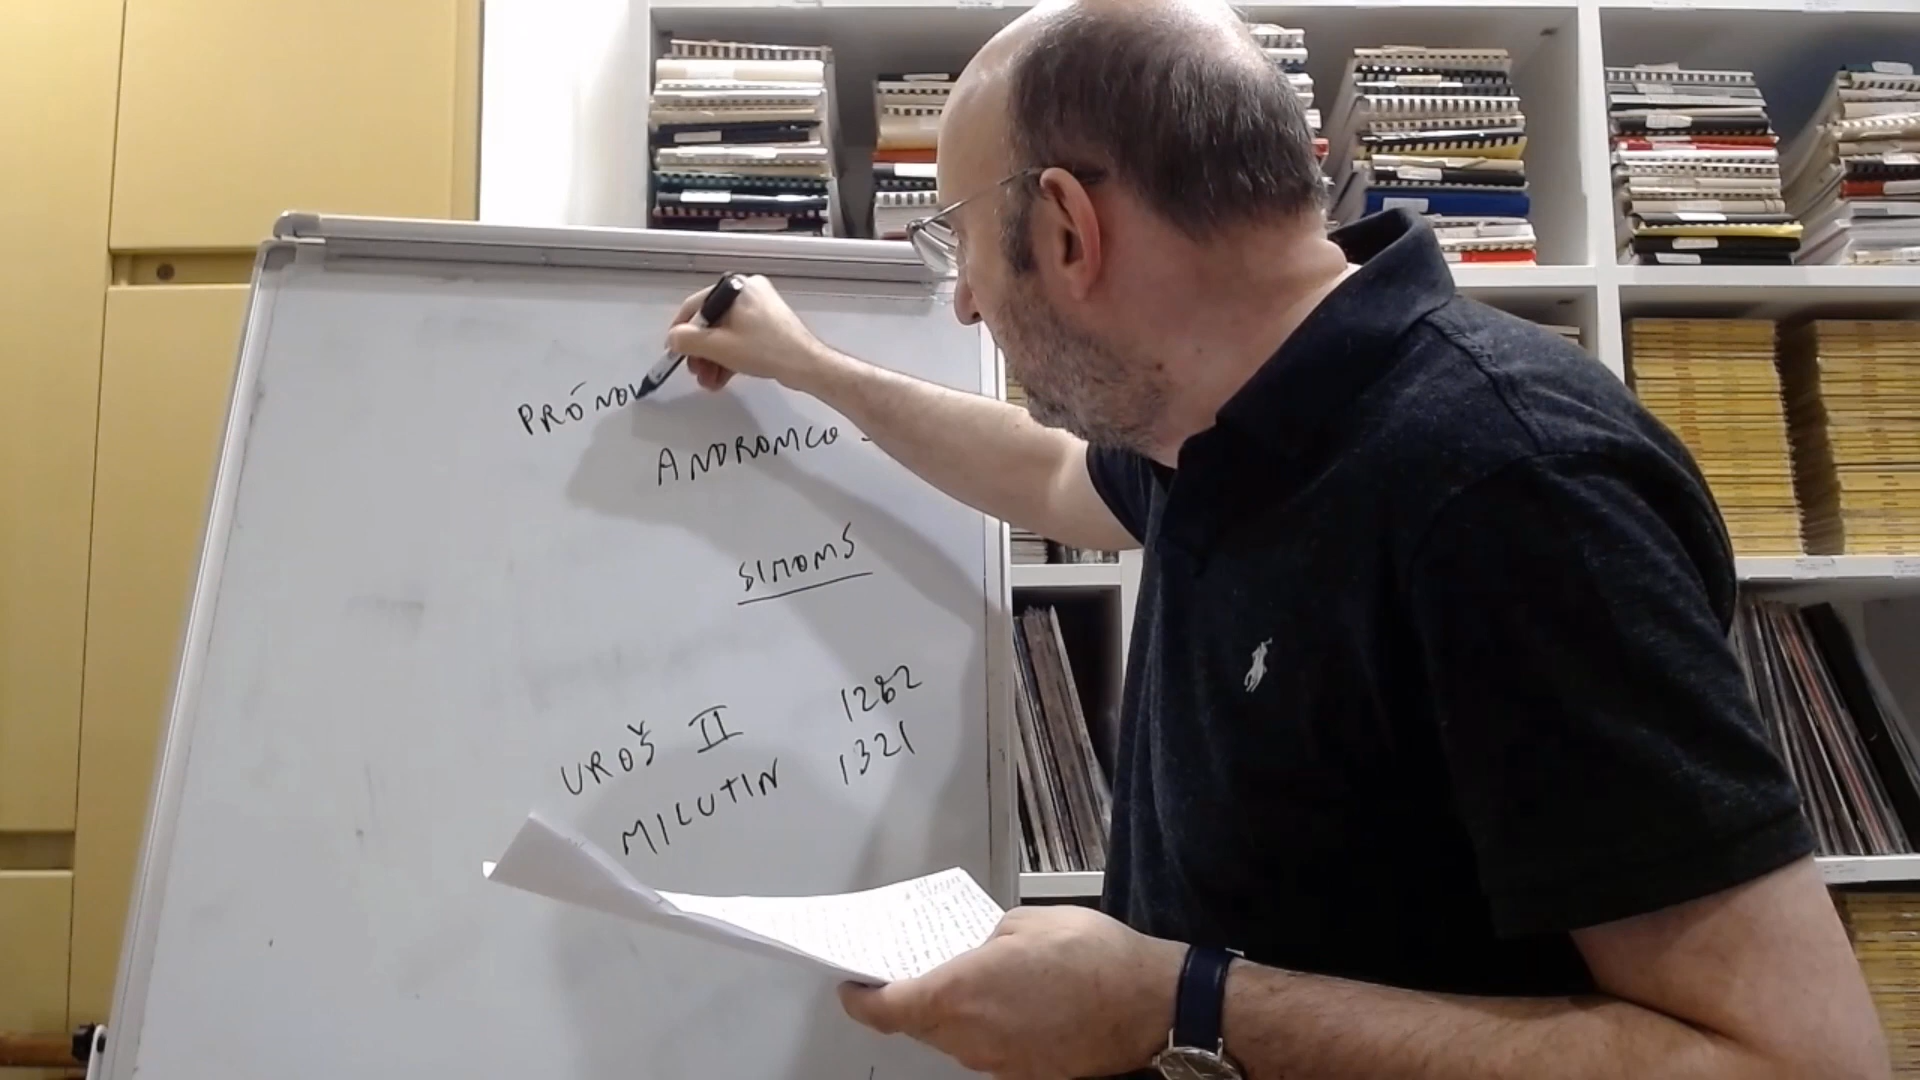 PRÓNOI
ANDRONICO -
SIMONIS
UROŠ II 1282
MILUTIN 1321